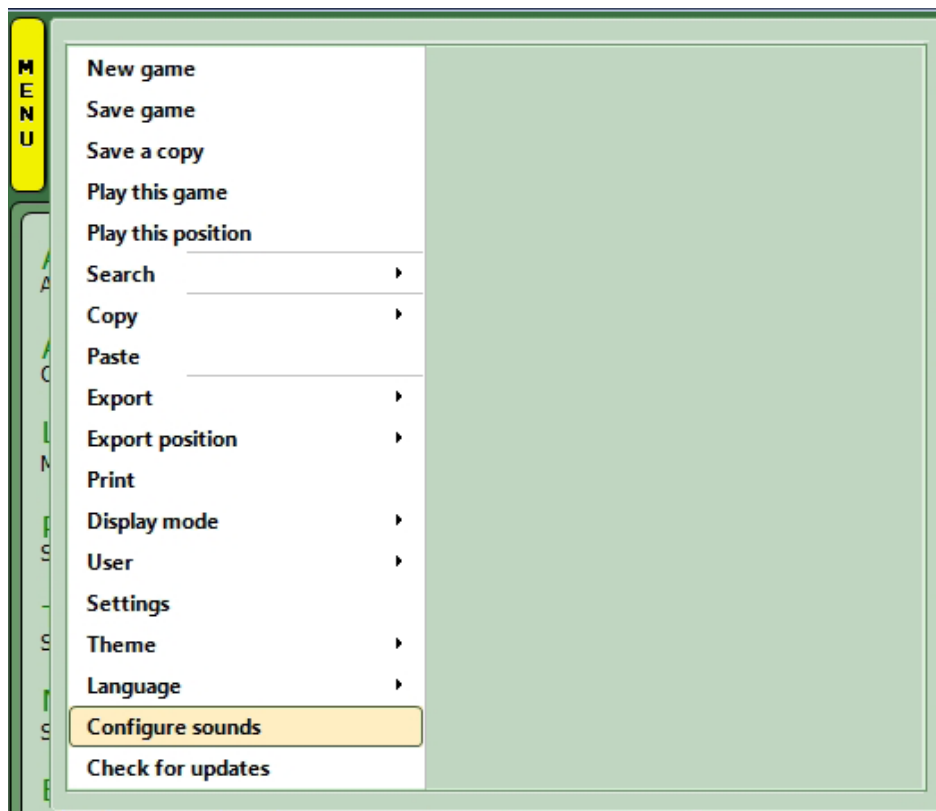 MENU
New game
Save game
Save a copy
Play this game
Play this position
Search
Copy
Paste
Export
Export position
Print
Display mode
User
Settings
Theme
Language
Configure sounds
Check for updates